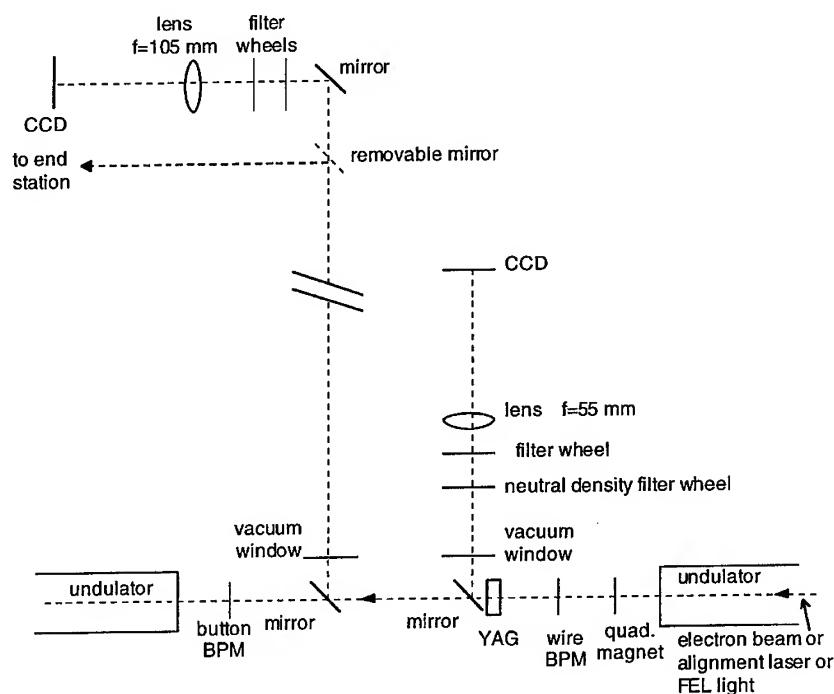 lens
f=105 mm
filter
wheels
mirror
CCD
to end
station
removable mirror
CCD
lens f=55 mm
filter wheel
neutral density filter wheel
vacuum
window
vacuum
window
undulator
button
BPM
mirror
mirror
YAG
wire
BPM
quad.
magnet
undulator
electron beam or
alignment laser or
FEL light